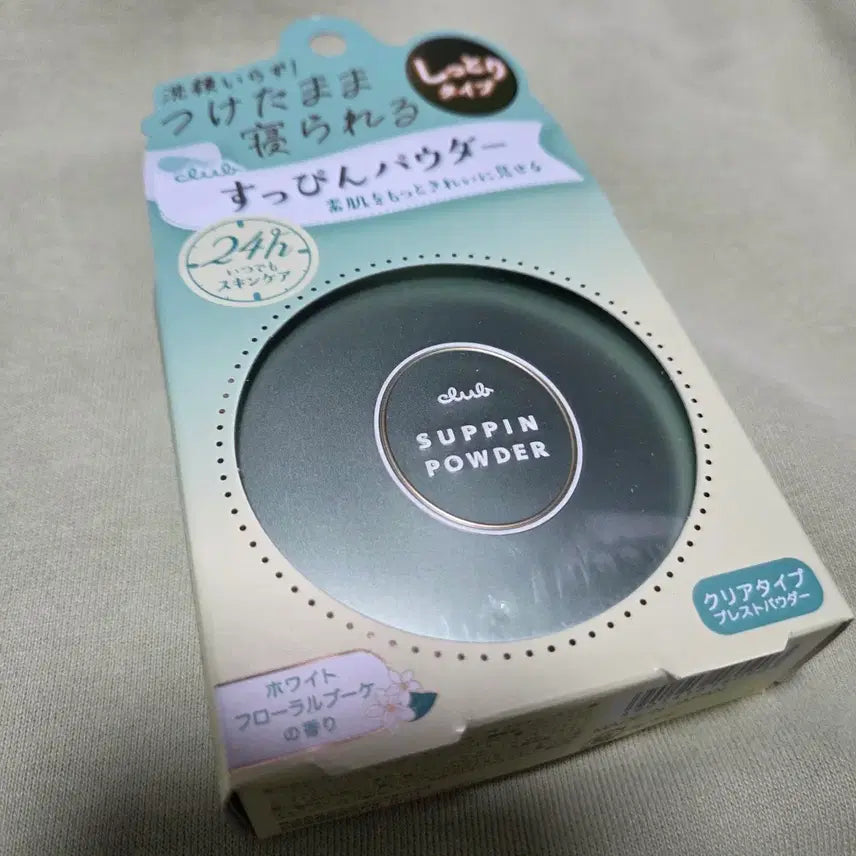 洗顔いらず!
つけたまま
寝られる
しっとり
タイプ
club
すっぴんパウダー
素肌をもっときれいに見せる
24h
いつでも
スキンケア
club
SUPPIN
POWDER
クリアタイプ
プレストパウダー
ホワイト
フローラルブーケ
の香り